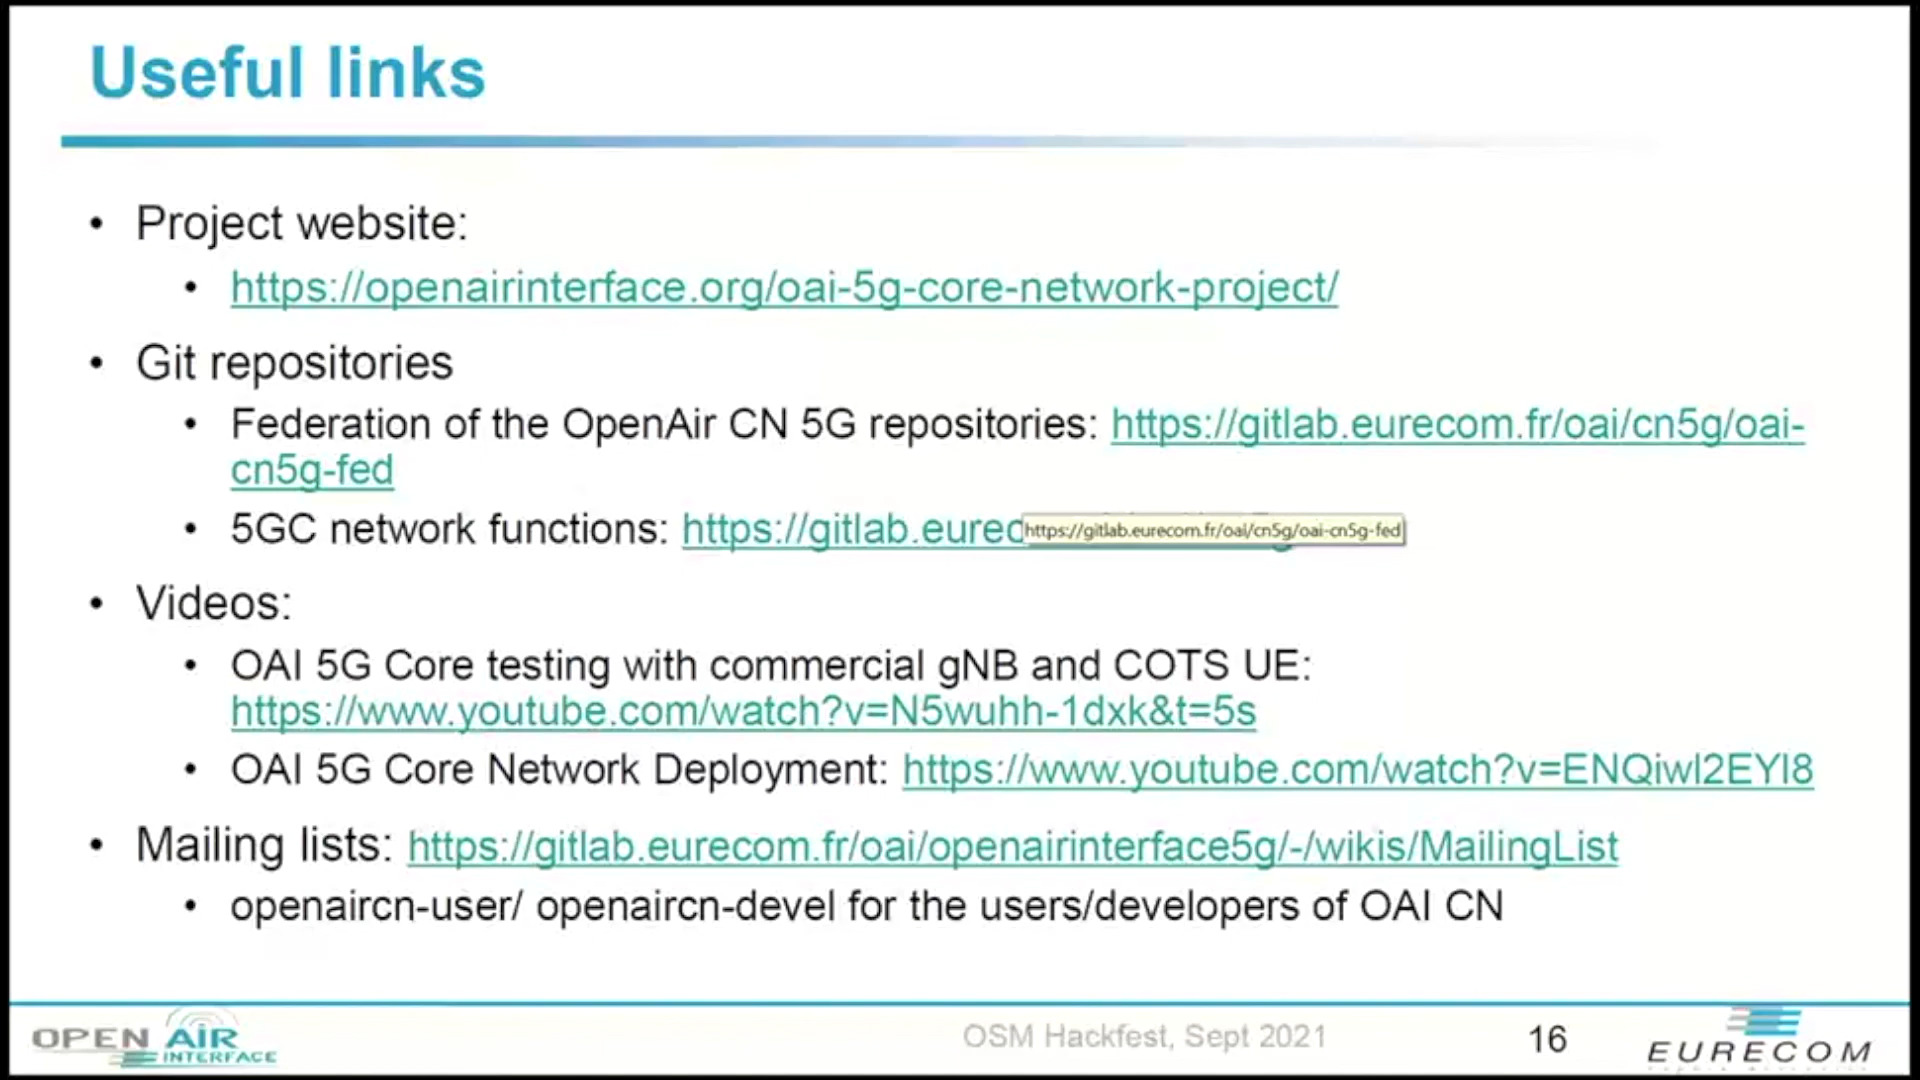 Useful links
• Project website:
• https://openairinterface.org/oai-5g-core-network-project/
• Git repositories
• Federation of the OpenAir CN 5G repositories: https://gitlab.eurecom.fr/oai/cn5g/oai-
cn5g-fed
• 5GC network functions: https://gitlab.eurec
https://gitlab.eurecom.fr/oai/cn5g/oai-cn5g-fed
• Videos:
• OAI 5G Core testing with commercial gNB and COTS UE:
https://www.youtube.com/watch?v=N5wuhh-1dxk&t=5s
• OAI 5G Core Network Deployment: https://www.youtube.com/watch?v=ENQiwl2EYl8
• Mailing lists: https://gitlab.eurecom.fr/oai/openairinterface5g/-/wikis/MailingList
• openaircn-user/ openaircn-devel for the users/developers of OAI CN
OPEN AIR
INTERFACE
OSM Hackfest, Sept 2021
16
EURECOM